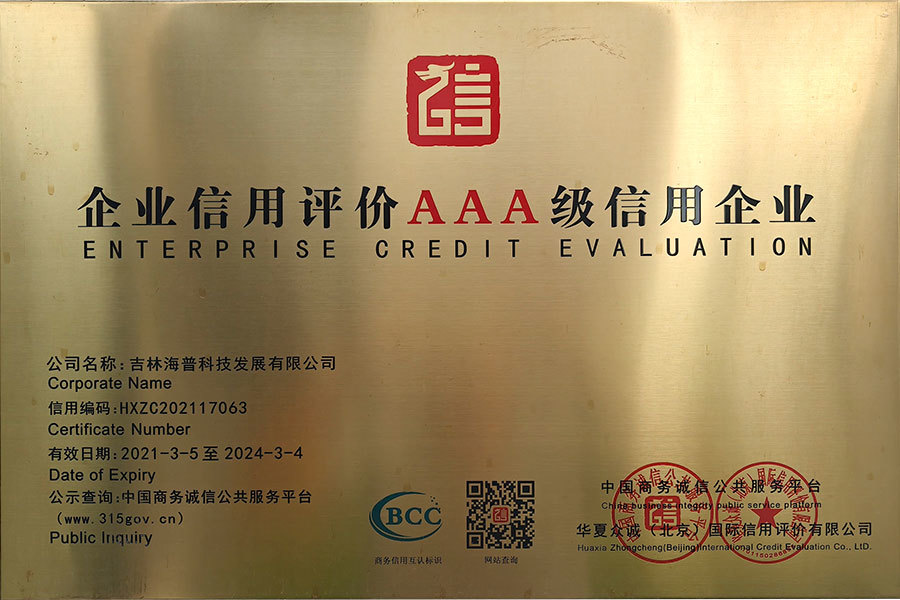 企业信用评价AAA级信用企业
ENTERPRISE CREDIT EVALUATION
公司名称:吉林海普科技发展有限公司
Corporate Name
信用编码:HXZC202117063
Certificate Number
有效日期:2021-3-5至2024-3-4
Date of Expiry
公示查询:中国商务诚信公共服务平台
(www.315gov.cn)
Public Inquiry
BCC
商务信用互认标识
网站查询
中国商务诚信公共服务平台
China business integrity public service platform
华夏众诚(北京)国际信用评价有限公司
Huaxia Zhongcheng(Beijing)International Credit Evaluation Co., LTD.